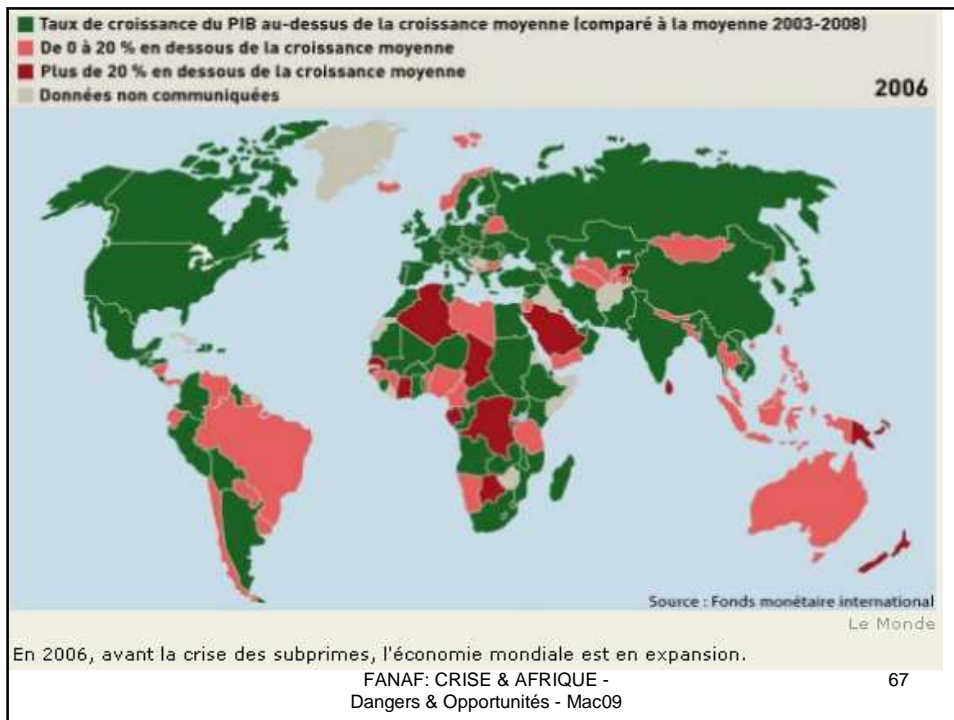 Taux de croissance du PIB au-dessus de la croissance moyenne (comparé à la moyenne 2003-2008)
De 0 à 20 % en dessous de la croissance moyenne
Plus de 20 % en dessous de la croissance moyenne
Données non communiquées
2006
Source : Fonds monétaire international
Le Monde
En 2006, avant la crise des subprimes, l'économie mondiale est en expansion.
FANAF: CRISE & AFRIQUE -
Dangers & Opportunités - Mac09
67